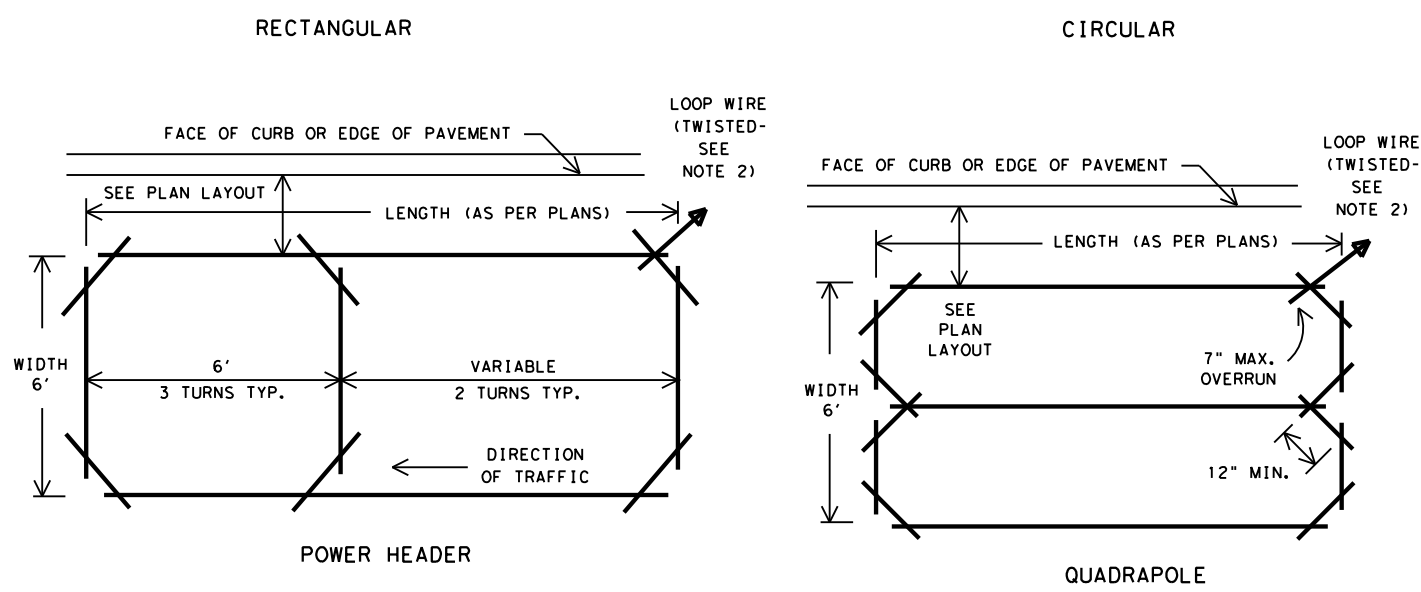 RECTANGULAR
CIRCULAR
LOOP WIRE
(TWISTED-
SEE
NOTE 2)
FACE OF CURB OR EDGE OF PAVEMENT
SEE PLAN LAYOUT
LENGTH (AS PER PLANS)
WIDTH
6'
6'
3 TURNS TYP.
VARIABLE
2 TURNS TYP.
DIRECTION
OF TRAFFIC
POWER HEADER
LOOP WIRE
(TWISTED-
SEE
NOTE 2)
FACE OF CURB OR EDGE OF PAVEMENT
LENGTH (AS PER PLANS)
SEE
PLAN
LAYOUT
7" MAX.
OVERRUN
WIDTH
6'
12" MIN.
QUADRAPOLE